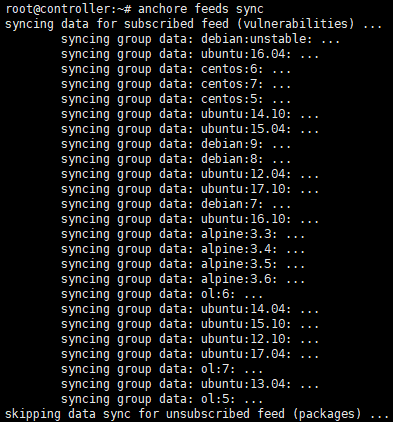 root@controller:~# anchore feeds sync
syncing data for subscribed feed (vulnerabilities) ...
syncing group data: debian:unstable: ...
syncing group data: ubuntu:16.04: ...
syncing group data: centos:6: ...
syncing group data: centos:7: ...
syncing group data: centos:5: ...
syncing group data: ubuntu:14.10: ...
syncing group data: ubuntu:15.04: ...
syncing group data: debian:9: ...
syncing group data: debian:8: ...
syncing group data: ubuntu:12.04: ...
syncing group data: ubuntu:17.10: ...
syncing group data: debian:7: ...
syncing group data: ubuntu:16.10: ...
syncing group data: alpine:3.3: ...
syncing group data: alpine:3.4: ...
syncing group data: alpine:3.5: ...
syncing group data: alpine:3.6: ...
syncing group data: ol:6: ...
syncing group data: ubuntu:14.04: ...
syncing group data: ubuntu:15.10: ...
syncing group data: ubuntu:12.10: ...
syncing group data: ubuntu:17.04: ...
syncing group data: ol:7: ...
syncing group data: ubuntu:13.04: ...
syncing group data: ol:5: ...
skipping data sync for unsubscribed feed (packages) ...